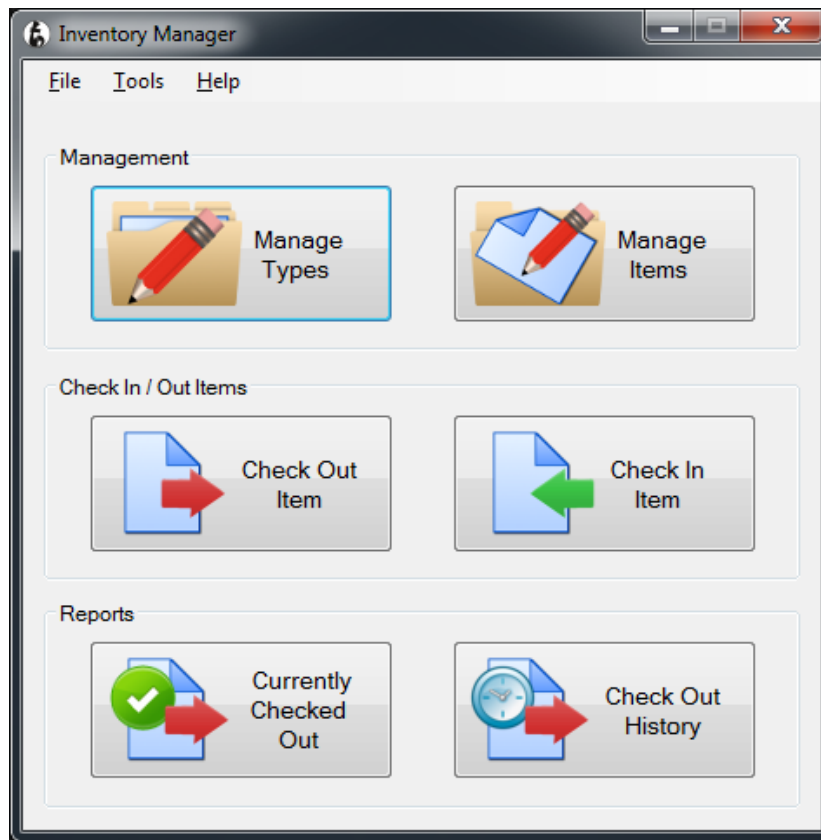 Inventory Manager
File Tools Help
Management
Manage
Types
Manage
Items
Check In / Out Items
Check Out
Item
Check In
Item
Reports
Currently
Checked
Out
Check Out
History